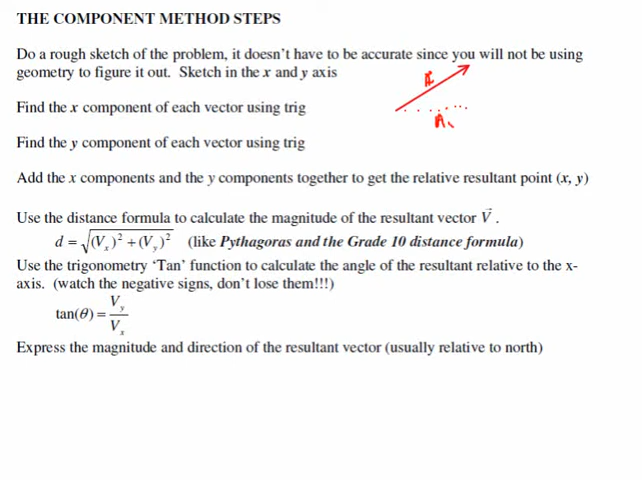 THE COMPONENT METHOD STEPS
Do a rough sketch of the problem, it doesn't have to be accurate since you will not be using
geometry to figure it out. Sketch in the x and y axis
Find the x component of each vector using trig
Find the y component of each vector using trig
Add the x components and the y components together to get the relative resultant point (x, y)
Use the distance formula to calculate the magnitude of the resultant vector V⃗ .
d = √(Vₓ)² + (Vᵧ)² (like Pythagoras and the Grade 10 distance formula)
Use the trigonometry ‘Tan’ function to calculate the angle of the resultant relative to the x-
axis. (watch the negative signs, don't lose them!!!)
tan(θ) = Vᵧ / Vₓ
Express the magnitude and direction of the resultant vector (usually relative to north)